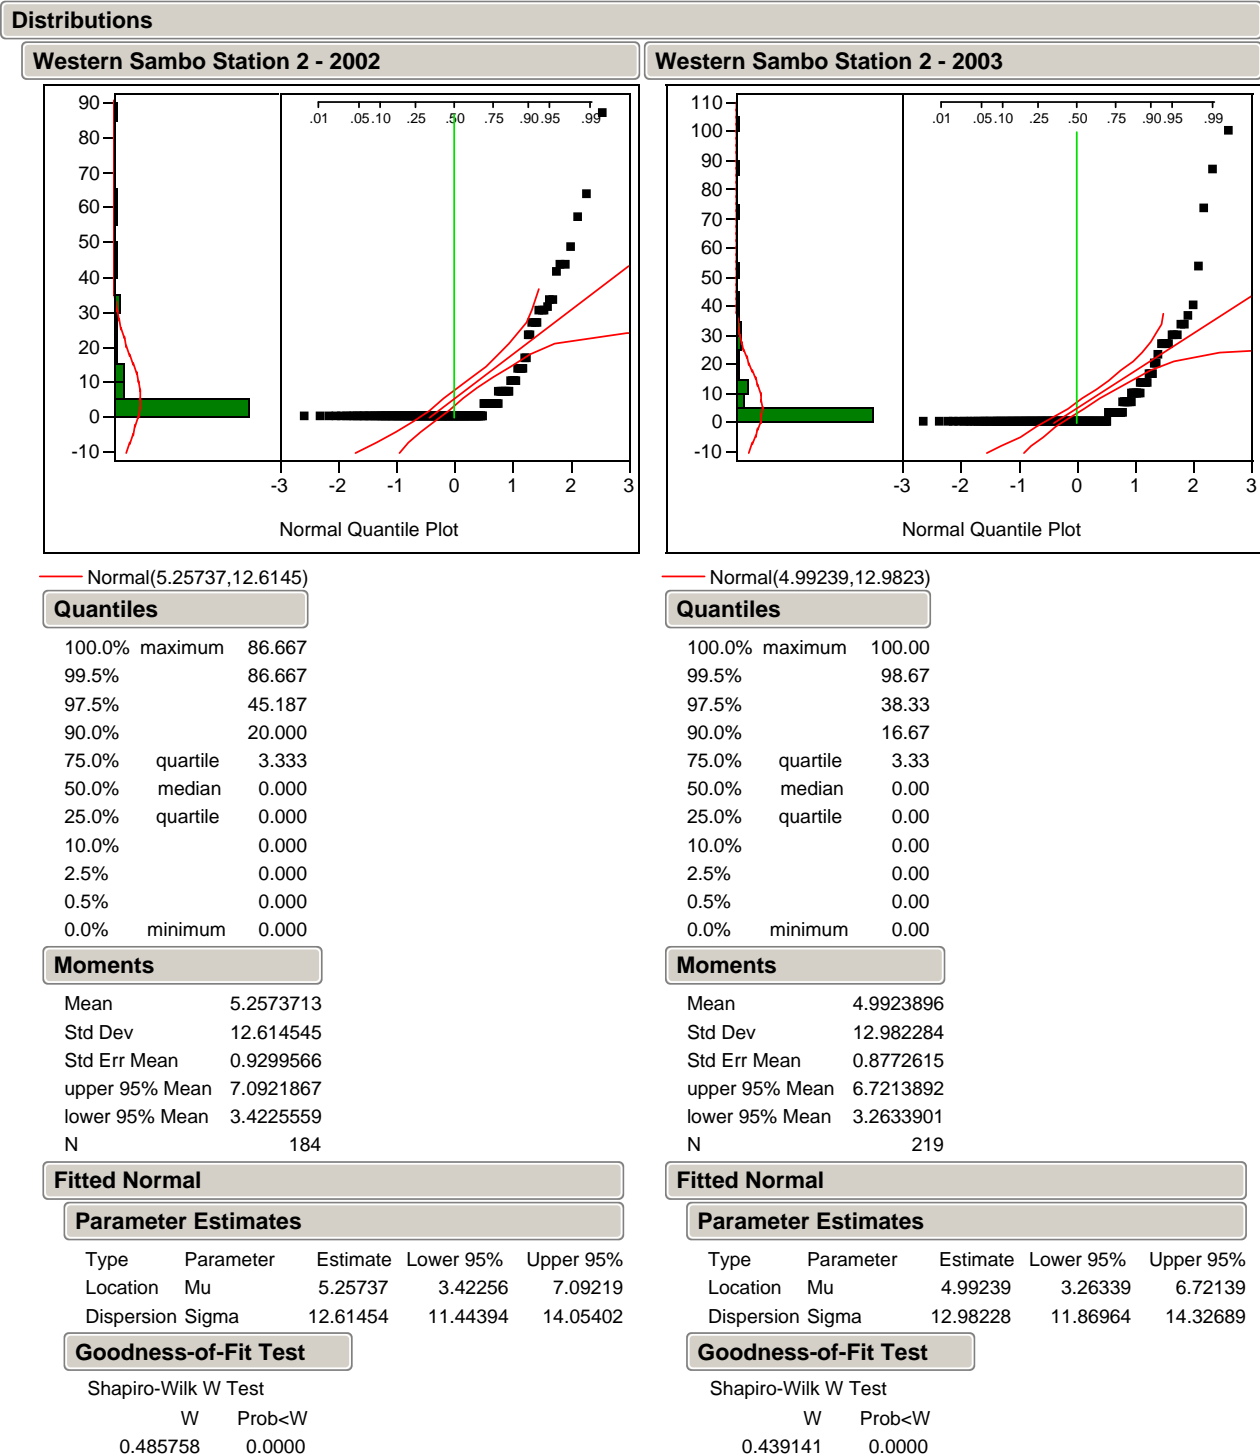 Distributions
Western Sambo Station 2 - 2002
90
80
70
60
50
40
30
20
10
0
-10
.01 .05 .10 .25 .50 .75 .90 .95 .99
-3 -2 -1 0 1 2 3
Normal Quantile Plot
Normal(5.25737,12.6145)
Quantiles
100.0% maximum 86.667
99.5% 86.667
97.5% 45.187
90.0% 20.000
75.0% quartile 3.333
50.0% median 0.000
25.0% quartile 0.000
10.0% 0.000
2.5% 0.000
0.5% 0.000
0.0% minimum 0.000
Moments
Mean 5.2573713
Std Dev 12.614545
Std Err Mean 0.9299566
upper 95% Mean 7.0921867
lower 95% Mean 3.4225559
N 184
Fitted Normal
Parameter Estimates
Type Parameter Estimate Lower 95% Upper 95%
Location Mu 5.25737 3.42256 7.09219
Dispersion Sigma 12.61454 11.44394 14.05402
Goodness-of-Fit Test
Shapiro-Wilk W Test
W Prob<W
0.485758 0.0000
Western Sambo Station 2 - 2003
110
100
90
80
70
60
50
40
30
20
10
0
-10
.01 .05 .10 .25 .50 .75 .90 .95 .99
-3 -2 -1 0 1 2 3
Normal Quantile Plot
Normal(4.99239,12.9823)
Quantiles
100.0% maximum 100.00
99.5% 98.67
97.5% 38.33
90.0% 16.67
75.0% quartile 3.33
50.0% median 0.00
25.0% quartile 0.00
10.0% 0.00
2.5% 0.00
0.5% 0.00
0.0% minimum 0.00
Moments
Mean 4.9923896
Std Dev 12.982284
Std Err Mean 0.8772615
upper 95% Mean 6.7213892
lower 95% Mean 3.2633901
N 219
Fitted Normal
Parameter Estimates
Type Parameter Estimate Lower 95% Upper 95%
Location Mu 4.99239 3.26339 6.72139
Dispersion Sigma 12.98228 11.86964 14.32689
Goodness-of-Fit Test
Shapiro-Wilk W Test
W Prob<W
0.439141 0.0000